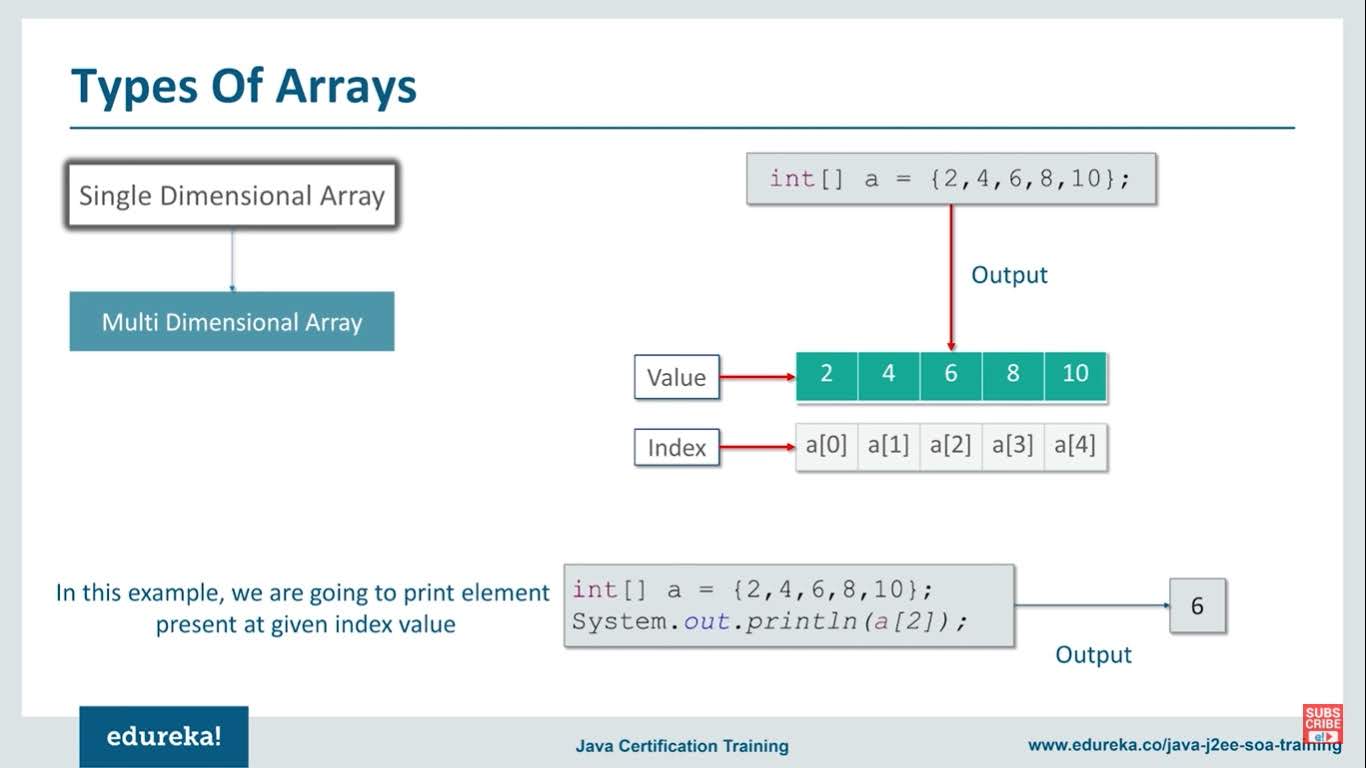 Types Of Arrays
Single Dimensional Array
Multi Dimensional Array
int[] a = {2,4,6,8,10};
Output
Value
2 4 6 8 10
Index
a[0] a[1] a[2] a[3] a[4]
In this example, we are going to print element
present at given index value
int[] a = {2,4,6,8,10};
System.out.println(a[2]);
6
Output
edureka!
Java Certification Training
www.edureka.co/java-j2ee-soa-training
SUBS
CRIBE
e!